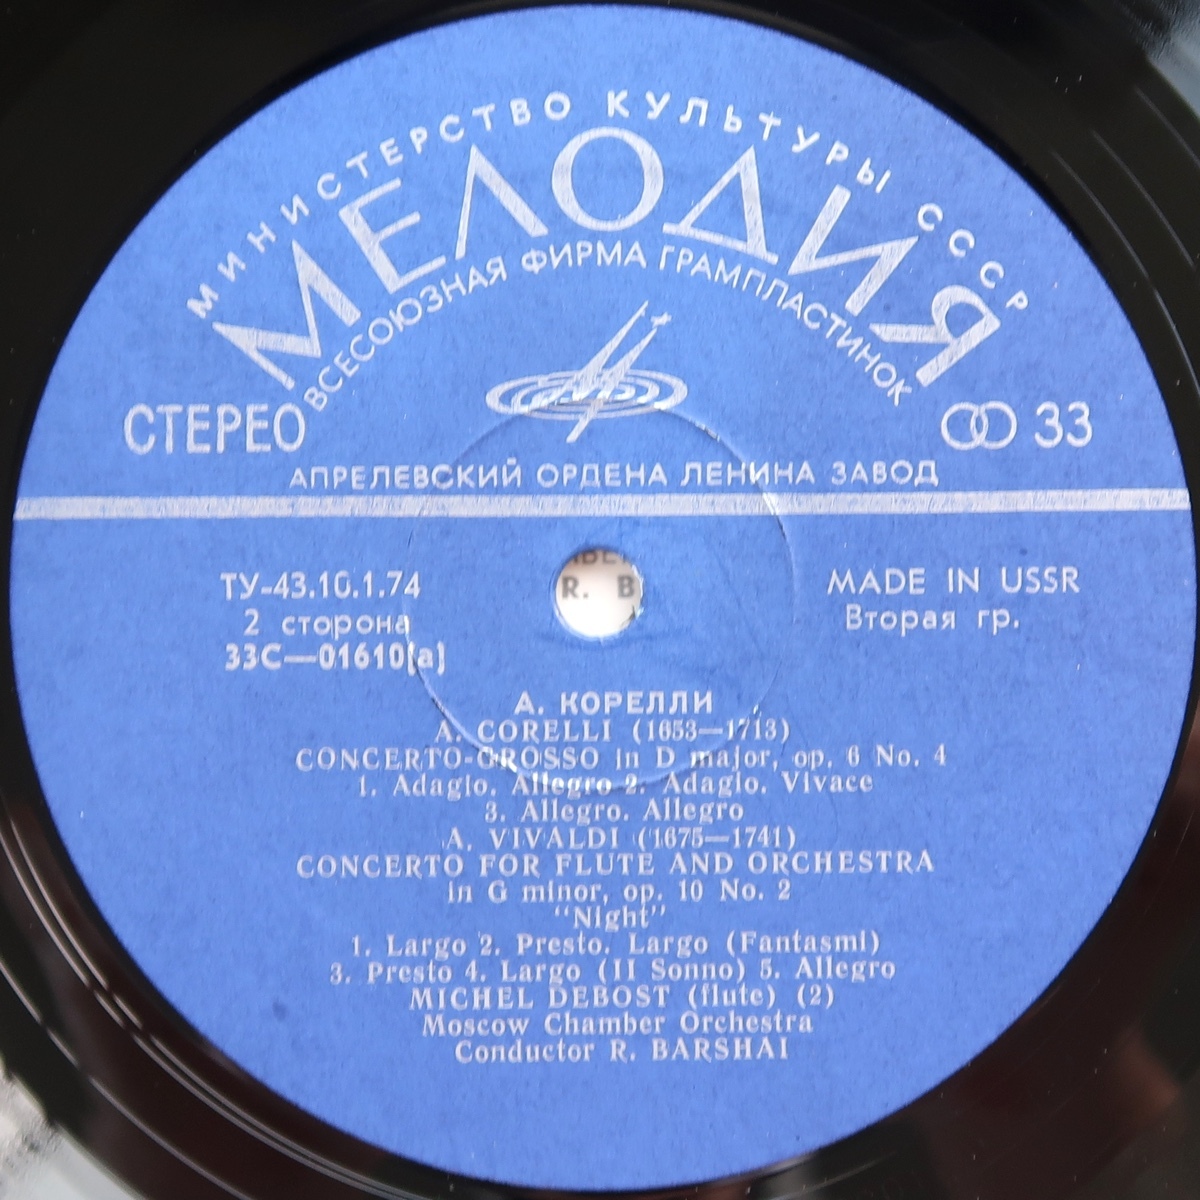 МИНИСТЕРСТВО КУЛЬТУРЫ СССР
МЕЛОДИЯ
ВСЕСОЮЗНАЯ ФИРМА ГРАМПЛАСТИНОК
СТЕРЕО
33
АПРЕЛЕВСКИЙ ОРДЕНА ЛЕНИНА ЗАВОД
ТУ-43.10.1.74
2 сторона
33С—01610(а)
R. B
MADE IN USSR
Вторая гр.
А. КОРЕЛЛИ
A. CORELLI (1653—1713)
CONCERTO-GROSSO in D major, op. 6 No. 4
1. Adagio. Allegro 2. Adagio. Vivace
3. Allegro. Allegro
A. VIVALDI (1675—1741)
CONCERTO FOR FLUTE AND ORCHESTRA
in G minor, op. 10 No. 2
"Night"
1. Largo 2. Presto. Largo (Fantasmi)
3. Presto 4. Largo (II Sonno) 5. Allegro
MICHEL DEBOST (flute) (2)
Moscow Chamber Orchestra
Conductor R. BARSHAI